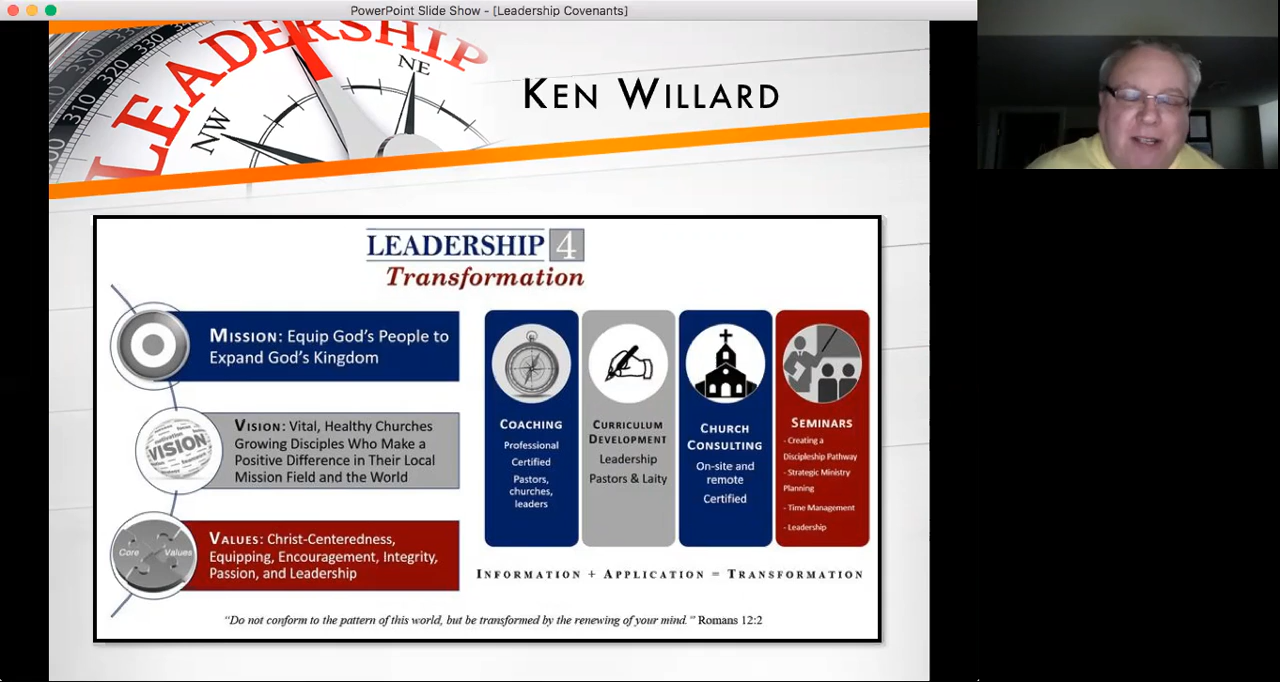 PowerPoint Slide Show - [Leadership Covenants]
LEADERSHIP
NW
NE
330
320
310
KEN WILLARD
LEADERSHIP 4
Transformation
MISSION: Equip God's People to
Expand God's Kingdom
VISION
VISION: Vital, Healthy Churches
Growing Disciples Who Make a
Positive Difference in Their Local
Mission Field and the World
Core Values
VALUES: Christ-Centeredness,
Equipping, Encouragement, Integrity,
Passion, and Leadership
COACHING
Professional
Certified
Pastors,
churches,
leaders
CURRICULUM
DEVELOPMENT
Leadership
Pastors & Laity
CHURCH
CONSULTING
On-site and
remote
Certified
SEMINARS
- Creating a
Discipleship Pathway
- Strategic Ministry
Planning
- Time Management
- Leadership
INFORMATION + APPLICATION = TRANSFORMATION
"Do not conform to the pattern of this world, but be transformed by the renewing of your mind." Romans 12:2